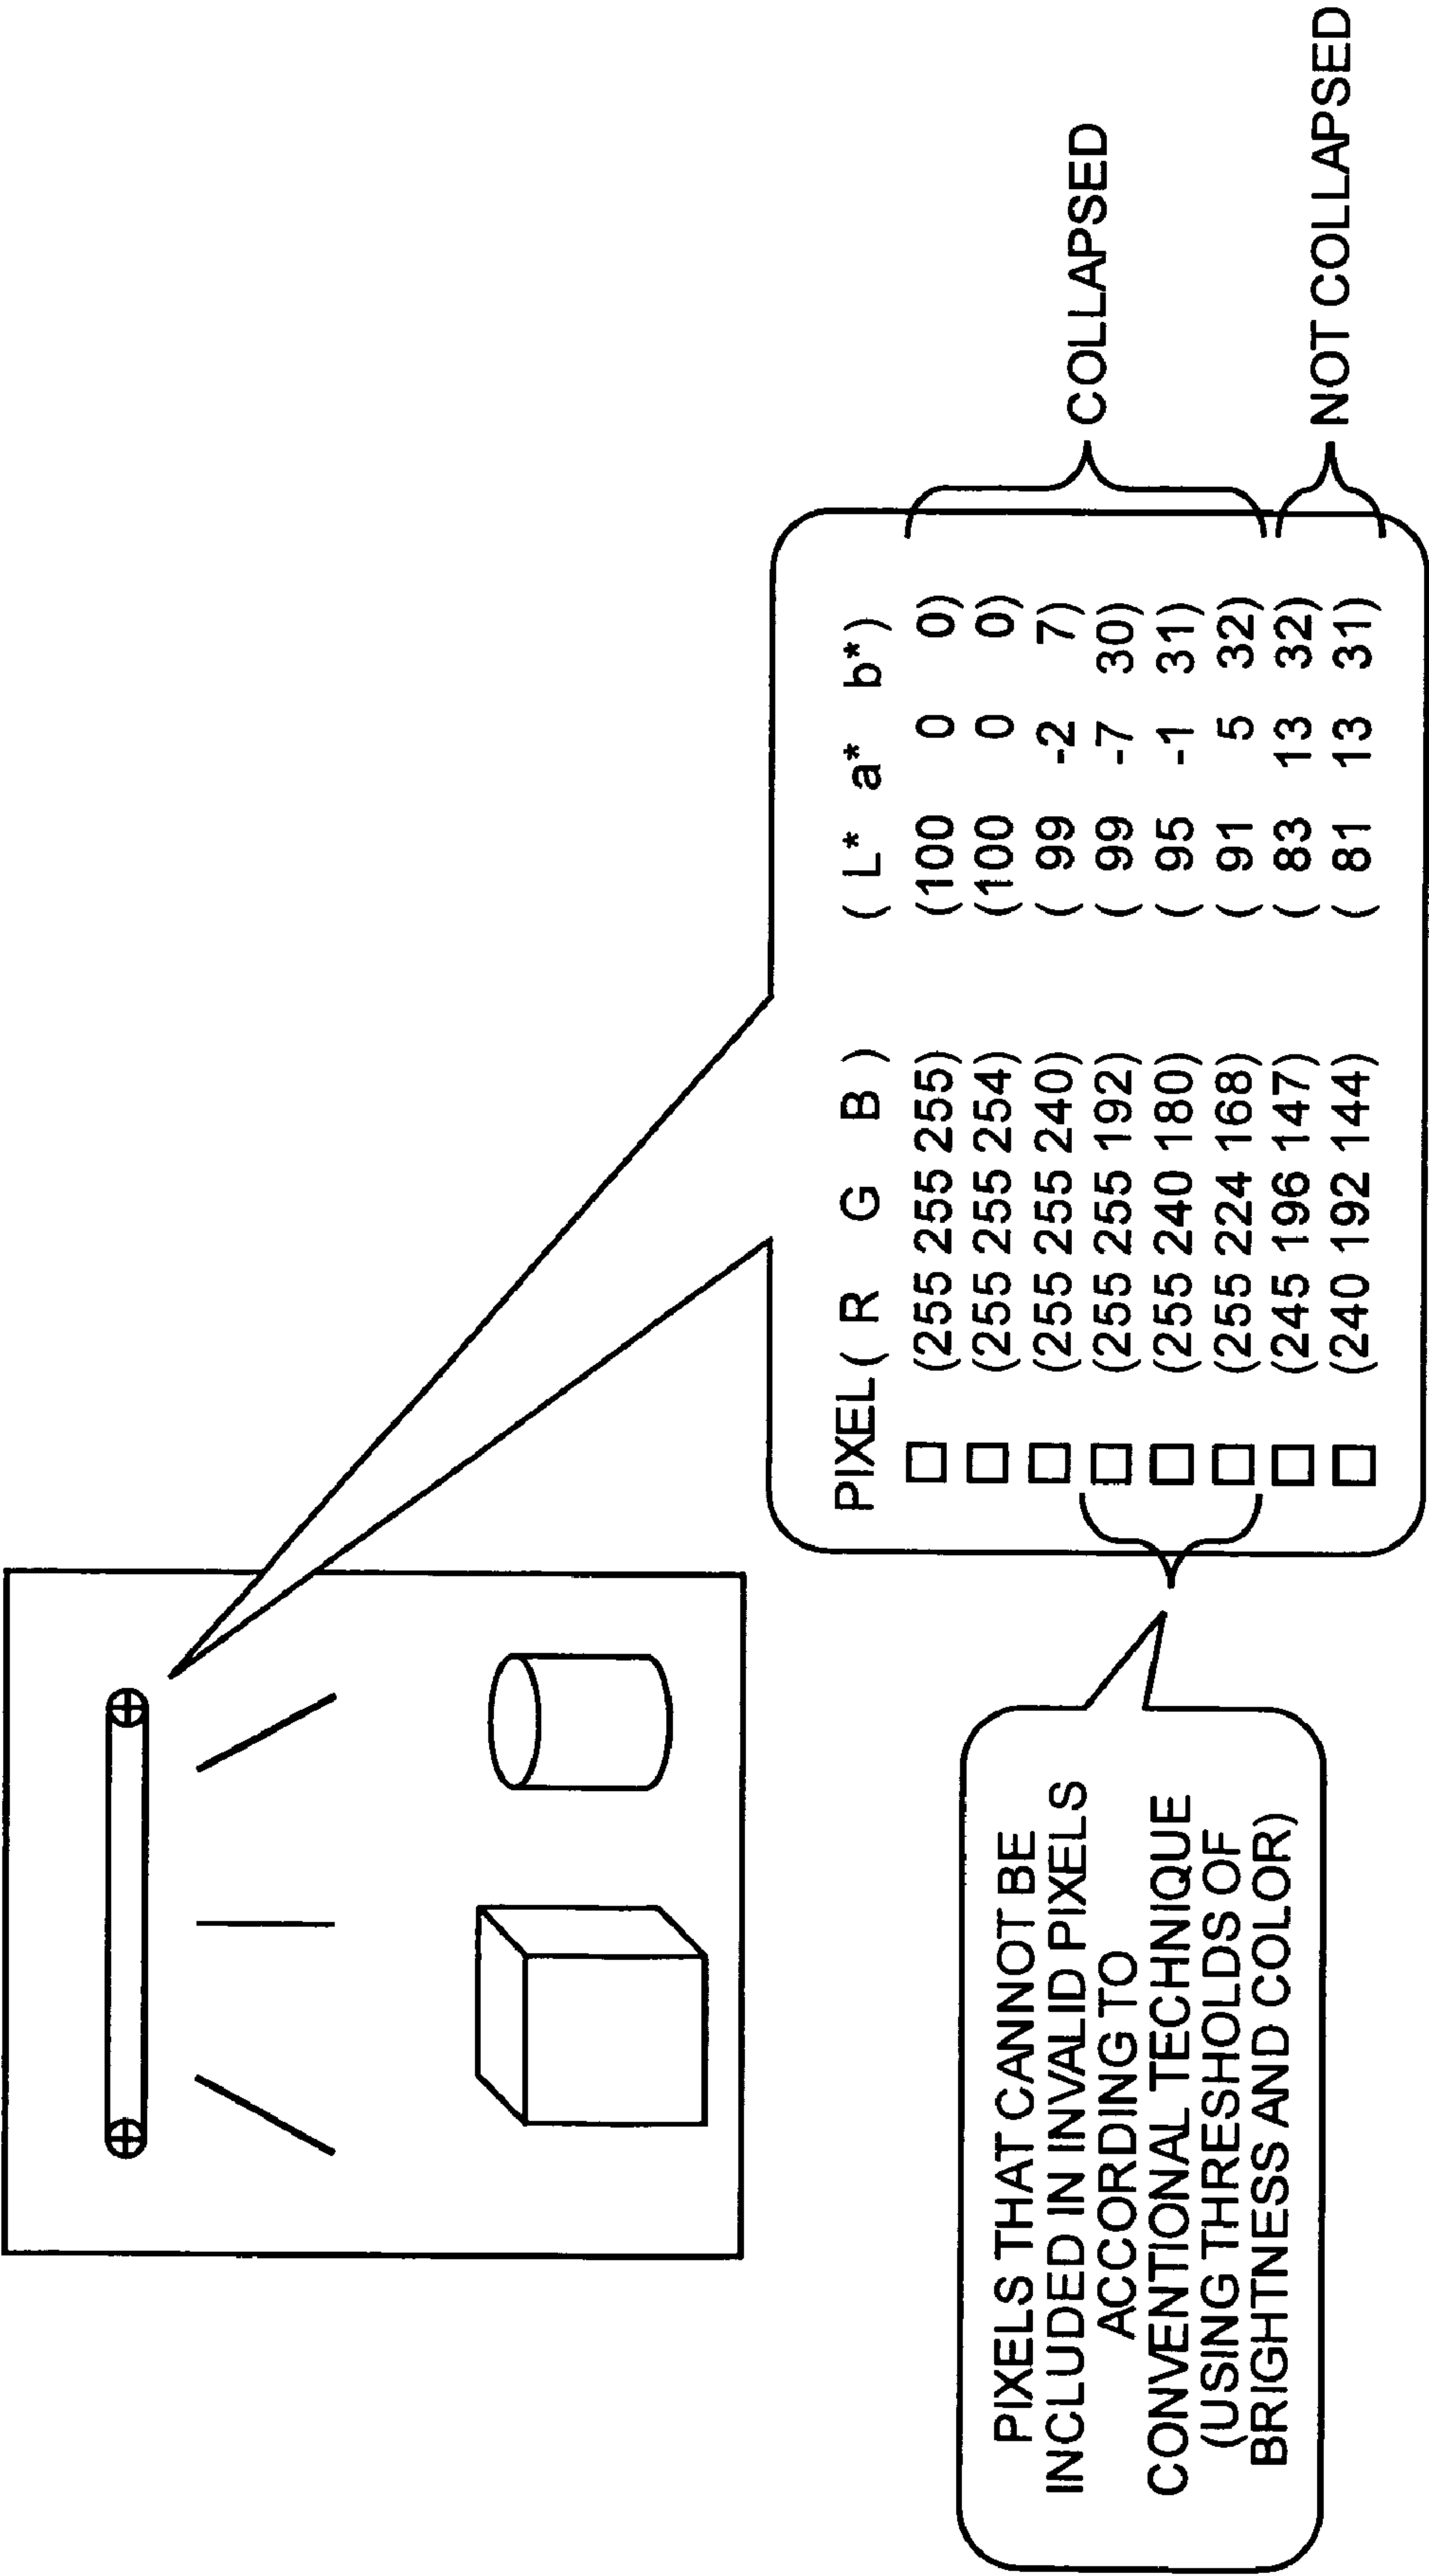 PIXEL ( R G B ) ( L* a* b* )
(255 255 255) (100 0 0)
(255 255 254) (100 0 0)
(255 255 240) ( 99 -2 7)
(255 255 192) ( 99 -7 30)
(255 240 180) ( 95 -1 31)
(255 224 168) ( 91 5 32)
(245 196 147) ( 83 13 32)
(240 192 144) ( 81 13 31)
COLLAPSED
NOT COLLAPSED
PIXELS THAT CANNOT BE
INCLUDED IN INVALID PIXELS
ACCORDING TO
CONVENTIONAL TECHNIQUE
(USING THRESHOLDS OF
BRIGHTNESS AND COLOR)